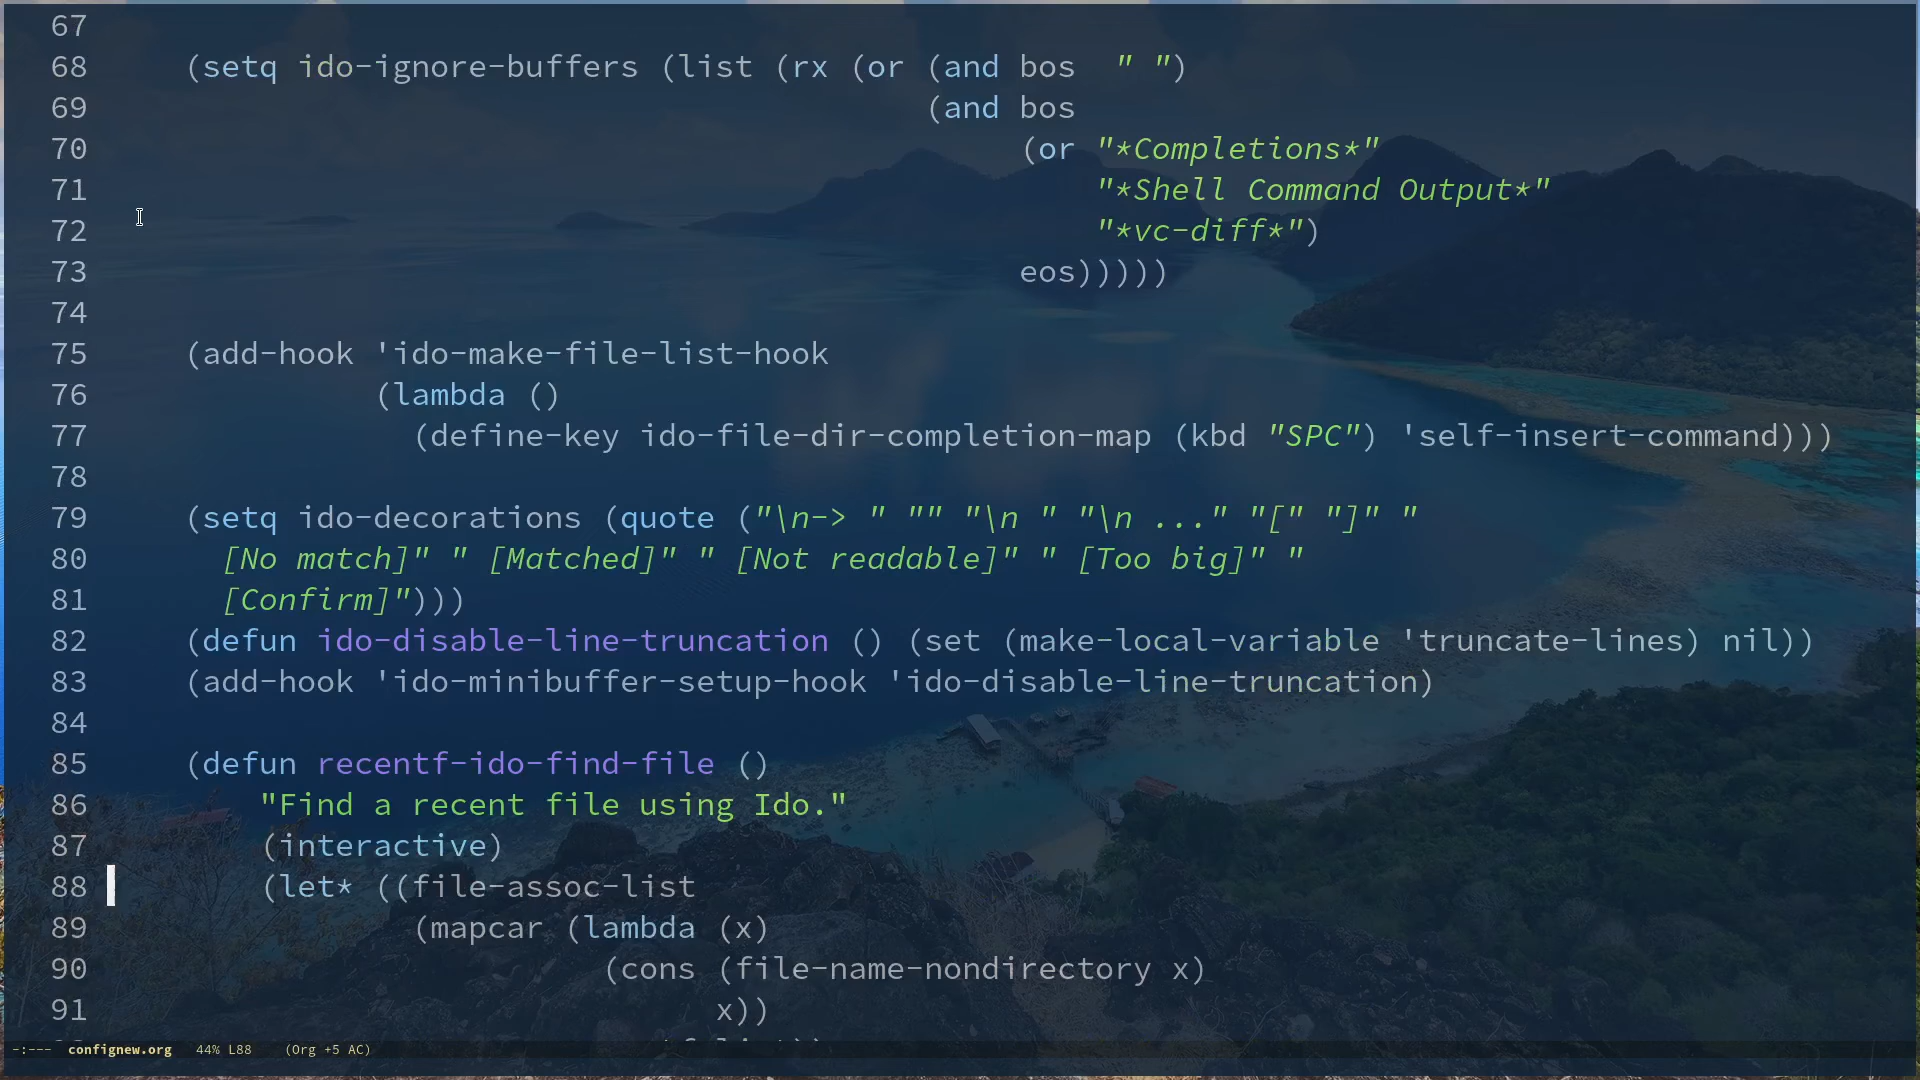 67
68 (setq ido-ignore-buffers (list (rx (or (and bos  " ")
69 (and bos
70 (or "*Completions*"
71 "*Shell Command Output*"
72 "*vc-diff*")
73 eos)))))
74
75 (add-hook 'ido-make-file-list-hook
76 (lambda ()
77 (define-key ido-file-dir-completion-map (kbd "SPC") 'self-insert-command)))
78
79 (setq ido-decorations (quote ("\n-> " "" "\n " "\n ..." "[" "]" "
80 [No match]" " [Matched]" " [Not readable]" " [Too big]" "
81 [Confirm]")))
82 (defun ido-disable-line-truncation () (set (make-local-variable 'truncate-lines) nil))
83 (add-hook 'ido-minibuffer-setup-hook 'ido-disable-line-truncation)
84
85 (defun recentf-ido-find-file ()
86 "Find a recent file using Ido."
87 (interactive)
88 (let* ((file-assoc-list
89 (mapcar (lambda (x)
90 (cons (file-name-nondirectory x)
91 x))
-:--- confignew.org 44% L88 (Org +5 AC)